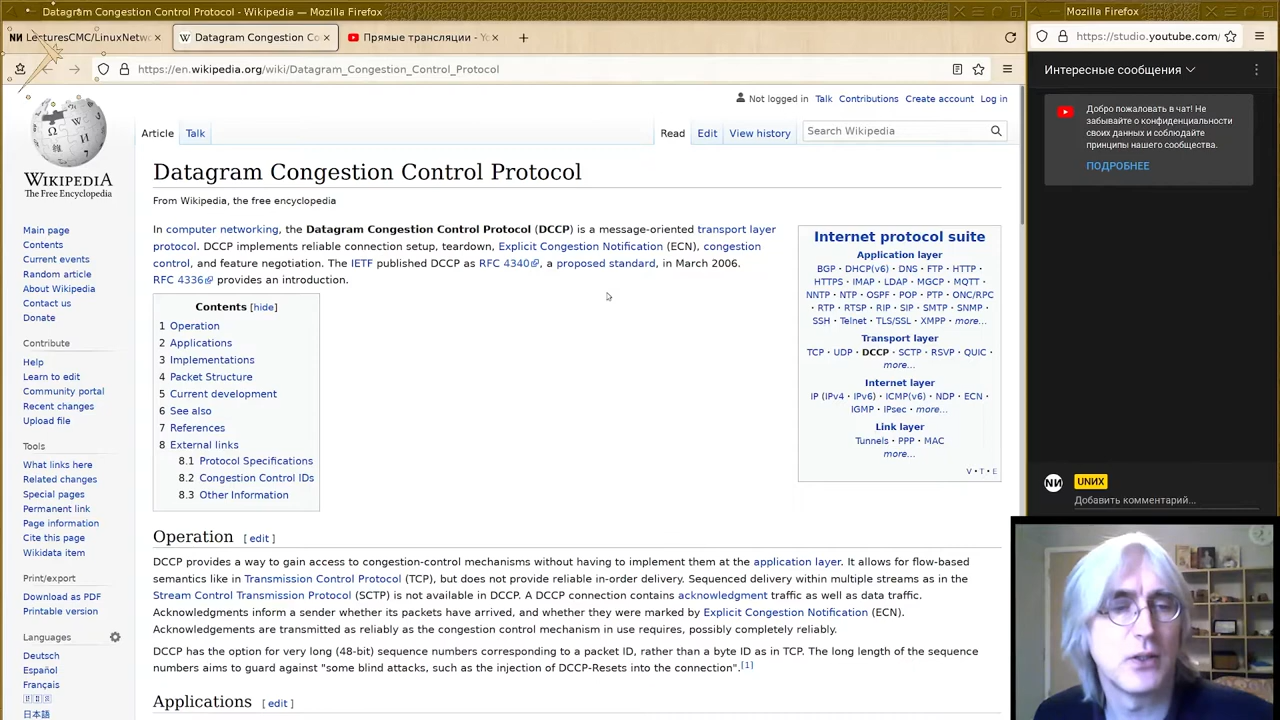 Datagram Congestion Control Protocol - Wikipedia — Mozilla Firefox
Mozilla Firefox
LecturesCMC/LinuxNetw
Datagram Congestion Co
Прямые трансляции - Yo
https://en.wikipedia.org/wiki/Datagram_Congestion_Control_Protocol
https://studio.youtube.com/
Интересные сообщения
Добро пожаловать в чат! Не
забывайте о конфиденциальности
своих данных и соблюдайте
принципы нашего сообщества.
ПОДРОБНЕЕ
UNИX
Добавить комментарий...
Not logged in Talk Contributions Create account Log in
Article Talk
Read Edit View history
Search Wikipedia
WIKIPEDIA
The Free Encyclopedia
Main page
Contents
Current events
Random article
About Wikipedia
Contact us
Donate
Contribute
Help
Learn to edit
Community portal
Recent changes
Upload file
Tools
What links here
Related changes
Special pages
Permanent link
Page information
Cite this page
Wikidata item
Print/export
Download as PDF
Printable version
Languages
Deutsch
Español
Français
日本語
Datagram Congestion Control Protocol
From Wikipedia, the free encyclopedia
In computer networking, the Datagram Congestion Control Protocol (DCCP) is a message-oriented transport layer
protocol. DCCP implements reliable connection setup, teardown, Explicit Congestion Notification (ECN), congestion
control, and feature negotiation. The IETF published DCCP as RFC 4340, a proposed standard, in March 2006.
RFC 4336 provides an introduction.
Contents [hide]
1 Operation
2 Applications
3 Implementations
4 Packet Structure
5 Current development
6 See also
7 References
8 External links
8.1 Protocol Specifications
8.2 Congestion Control IDs
8.3 Other Information
Internet protocol suite
Application layer
BGP · DHCP(v6) · DNS · FTP · HTTP ·
HTTPS · IMAP · LDAP · MGCP · MQTT ·
NNTP · NTP · OSPF · POP · PTP · ONC/RPC
· RTP · RTSP · RIP · SIP · SMTP · SNMP ·
SSH · Telnet · TLS/SSL · XMPP · more...
Transport layer
TCP · UDP · DCCP · SCTP · RSVP · QUIC ·
more...
Internet layer
IP (IPv4 · IPv6) · ICMP(v6) · NDP · ECN ·
IGMP · IPsec · more...
Link layer
Tunnels · PPP · MAC
more...
V · T · E
Operation [ edit ]
DCCP provides a way to gain access to congestion-control mechanisms without having to implement them at the application layer. It allows for flow-based
semantics like in Transmission Control Protocol (TCP), but does not provide reliable in-order delivery. Sequenced delivery within multiple streams as in the
Stream Control Transmission Protocol (SCTP) is not available in DCCP. A DCCP connection contains acknowledgment traffic as well as data traffic.
Acknowledgments inform a sender whether its packets have arrived, and whether they were marked by Explicit Congestion Notification (ECN).
Acknowledgements are transmitted as reliably as the congestion control mechanism in use requires, possibly completely reliably.
DCCP has the option for very long (48-bit) sequence numbers corresponding to a packet ID, rather than a byte ID as in TCP. The long length of the sequence
numbers aims to guard against "some blind attacks, such as the injection of DCCP-Resets into the connection".[1]
Applications [ edit ]